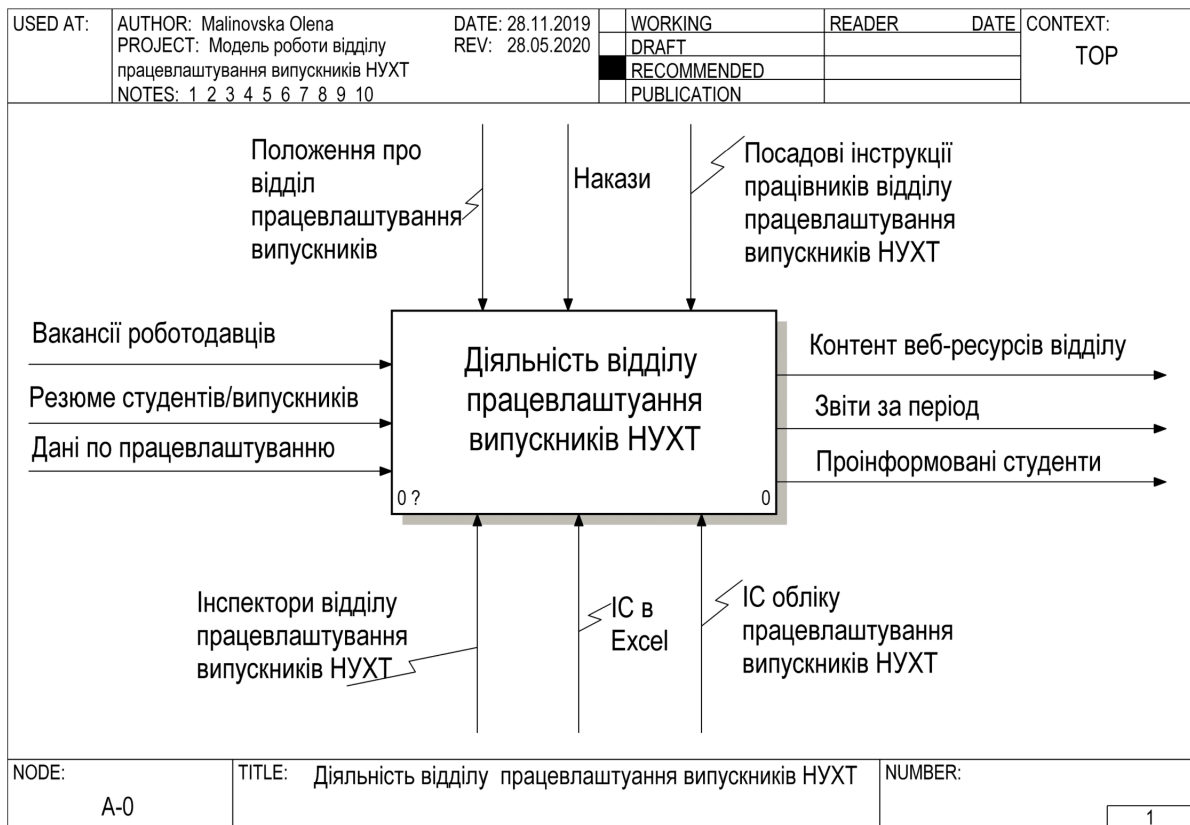 USED AT:
AUTHOR: Malinovska Olena
DATE: 28.11.2019
PROJECT: Модель роботи відділу
REV: 28.05.2020
працевлаштування випускників НУХТ
NOTES: 1 2 3 4 5 6 7 8 9 10
WORKING
DRAFT
RECOMMENDED
PUBLICATION
READER DATE
CONTEXT:
TOP
Положення про
відділ
працевлаштування
випускників
Накази
Посадові інструкції
працівників відділу
працевлаштування
випускників НУХТ
Вакансії роботодавців
Резюме студентів/випускників
Дані по працевлаштуванню
Діяльність відділу
працевлаштуання
випускників НУХТ
0 ?
0
Контент веб-ресурсів відділу
Звіти за період
Проінформовані студенти
Інспектори відділу
працевлаштування
випускників НУХТ
ІС в
Excel
ІС обліку
працевлаштування
випускників НУХТ
NODE:
A-0
TITLE: Діяльність відділу працевлаштуання випускників НУХТ
NUMBER:
1